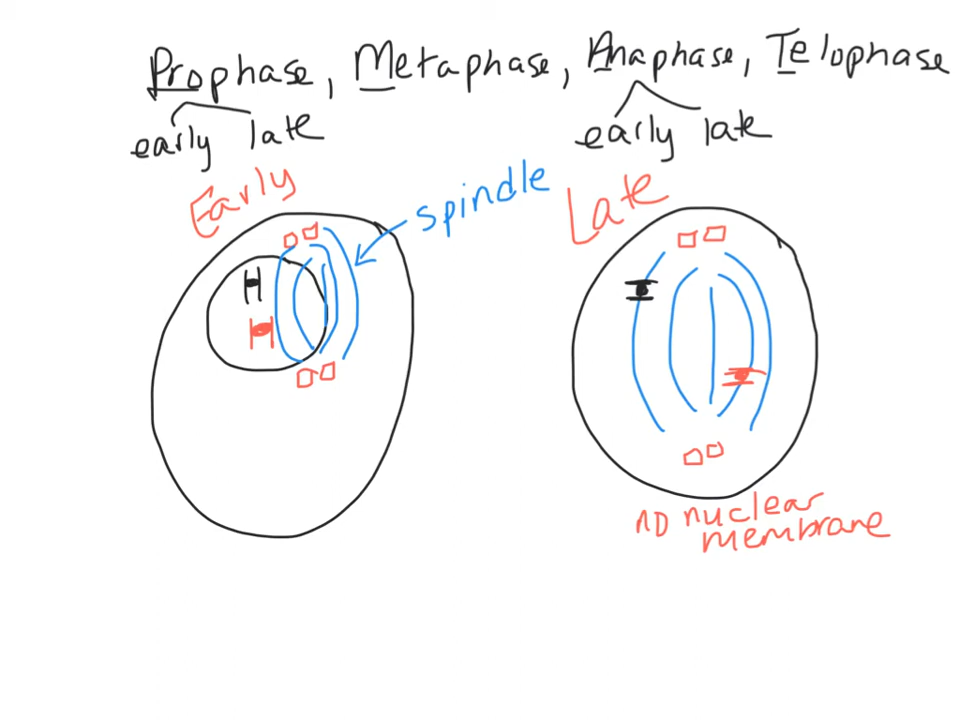 Prophase, Metaphase, Anaphase, Telophase
early late
early late
Early
spindle
Late
no nuclear
membrane